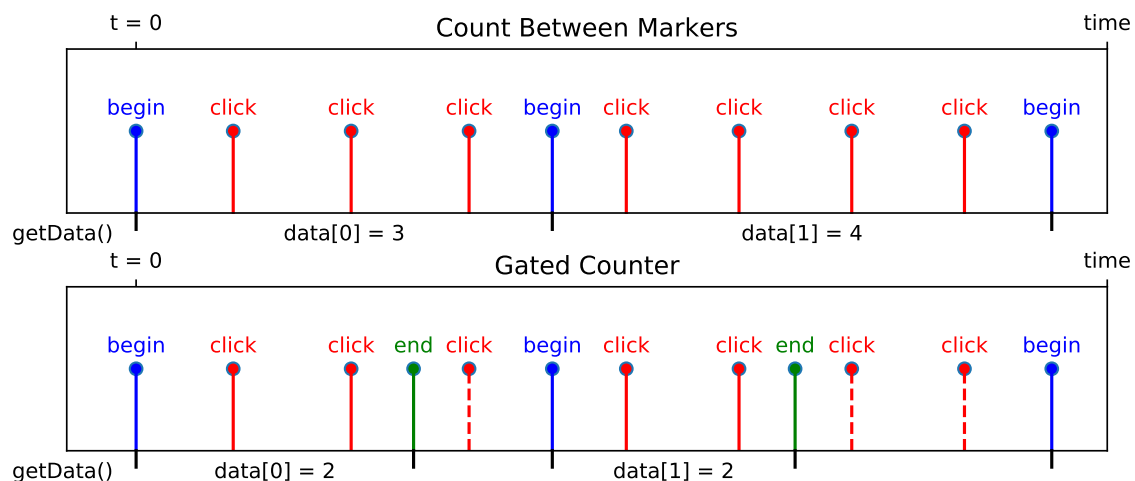 t = 0 Count Between Markers time
begin click click click begin click click click click begin
getData() data[0] = 3 data[1] = 4
t = 0 Gated Counter time
begin click click end click begin click click end click click begin
getData() data[0] = 2 data[1] = 2